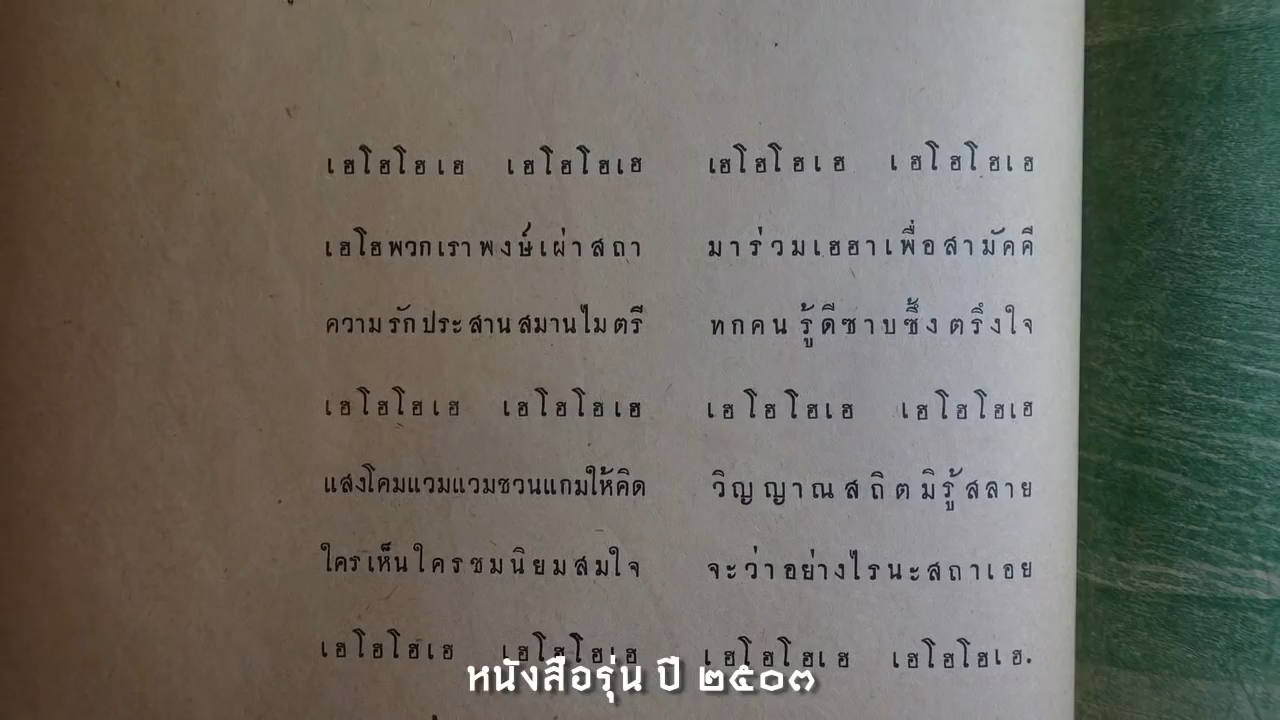 เฮโฮโฮเฮ เฮโฮโฮเฮ เฮโฮโฮเฮ เฮโฮโฮเฮ
เฮโฮพวกเราพงษ์เผ่าสถา มาร่วมเฮฮาเพื่อสามัคคี
ความรักประสานสมานไมตรี ทกคนรู้ดีซาบซึ้งตรึงใจ
เฮโฮโฮเฮ เฮโฮโฮเฮ เฮโฮโฮเฮ เฮโฮโฮเฮ
แสงโคมแวมแวมชวนแกมให้คิด วิญญาณสถิตมิรู้สลาย
ใครเห็นใครชมนิยมสมใจ จะว่าอย่างไรนะสถาเอย
เฮโฮโฮเฮ เฮโฮโฮเฮ เฮโฮโฮเฮ เฮโฮโฮเฮ.
หนังสือรุ่น ปี ๒๕๐๓